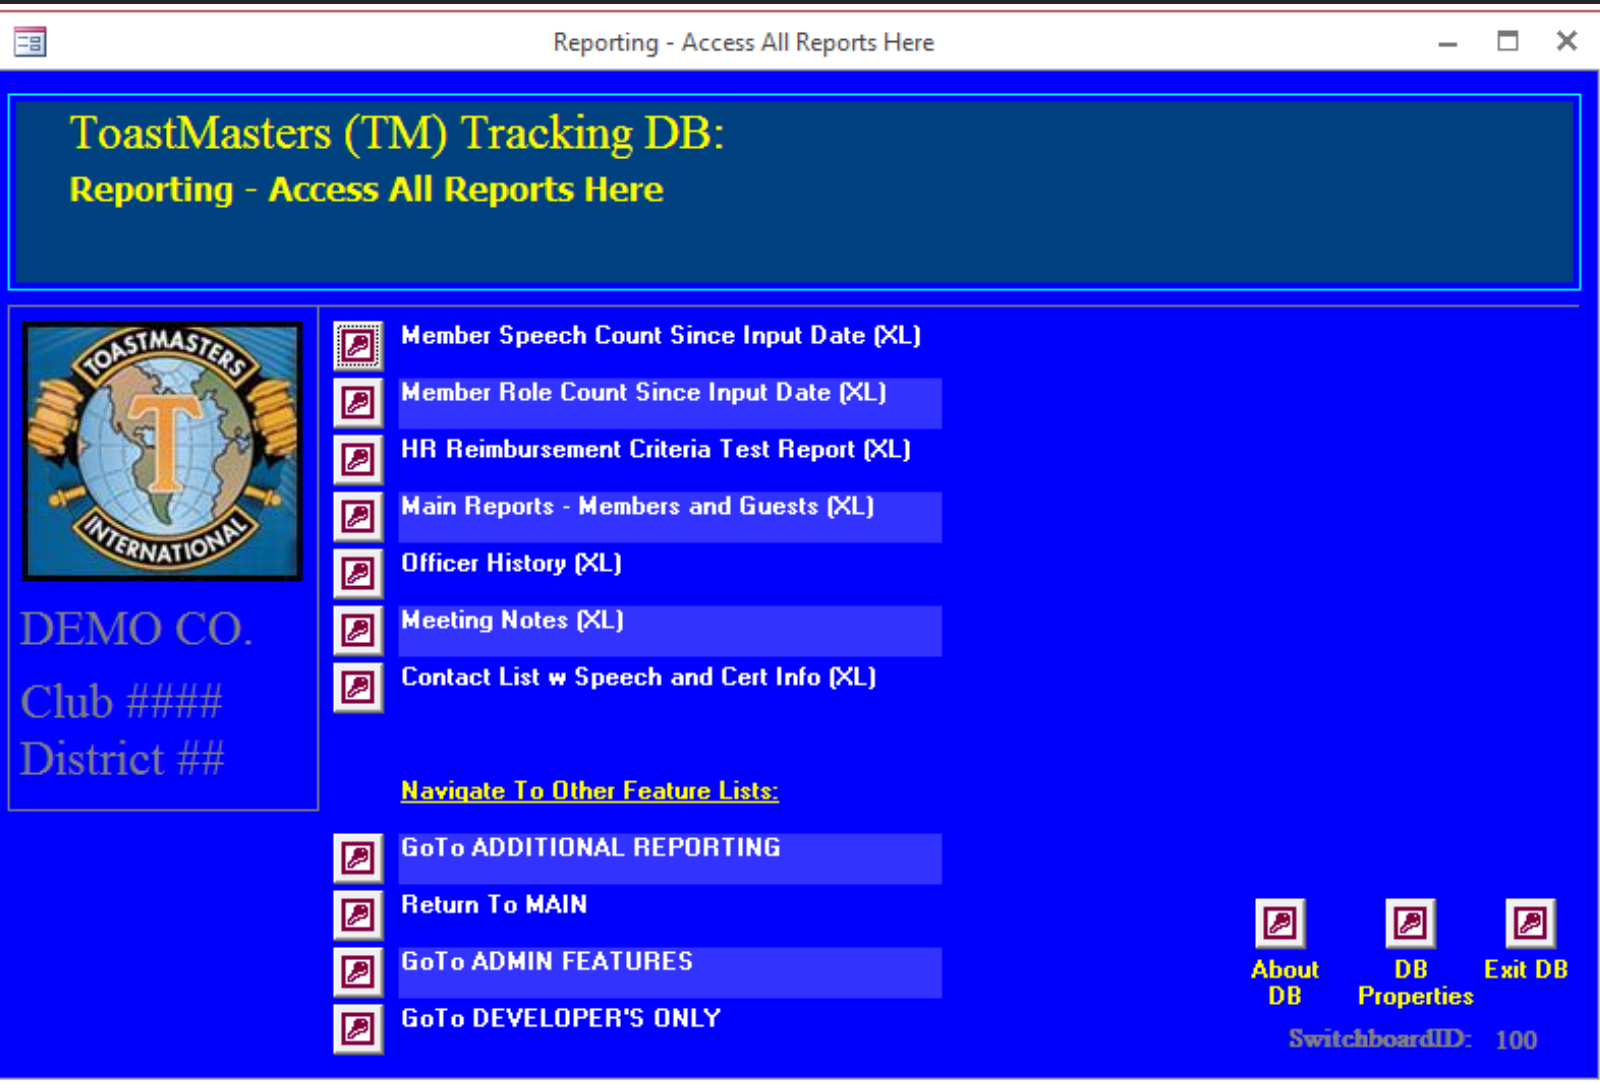 Reporting - Access All Reports Here
ToastMasters (TM) Tracking DB:
Reporting - Access All Reports Here
TOASTMASTERS
T
INTERNATIONAL
DEMO CO.
Club ####
District ##
Member Speech Count Since Input Date (XL)
Member Role Count Since Input Date (XL)
HR Reimbursement Criteria Test Report (XL)
Main Reports - Members and Guests (XL)
Officer History (XL)
Meeting Notes (XL)
Contact List w Speech and Cert Info (XL)
Navigate To Other Feature Lists:
GoTo ADDITIONAL REPORTING
Return To MAIN
GoTo ADMIN FEATURES
GoTo DEVELOPER'S ONLY
About
DB
DB
Properties
Exit DB
SwitchboardID: 100